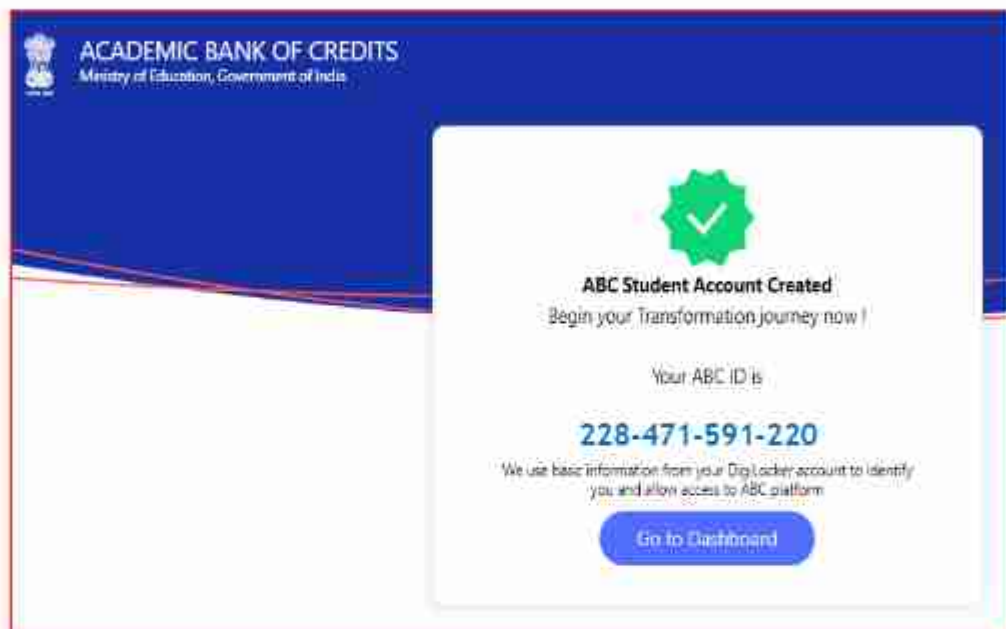 ACADEMIC BANK OF CREDITS
Ministry of Education, Government of India
ABC Student Account Created
Begin your Transformation journey now !
Your ABC ID is
228-471-591-220
We use basic information from your DigiLocker account to identify
you and allow access to ABC platform
Go to Dashboard